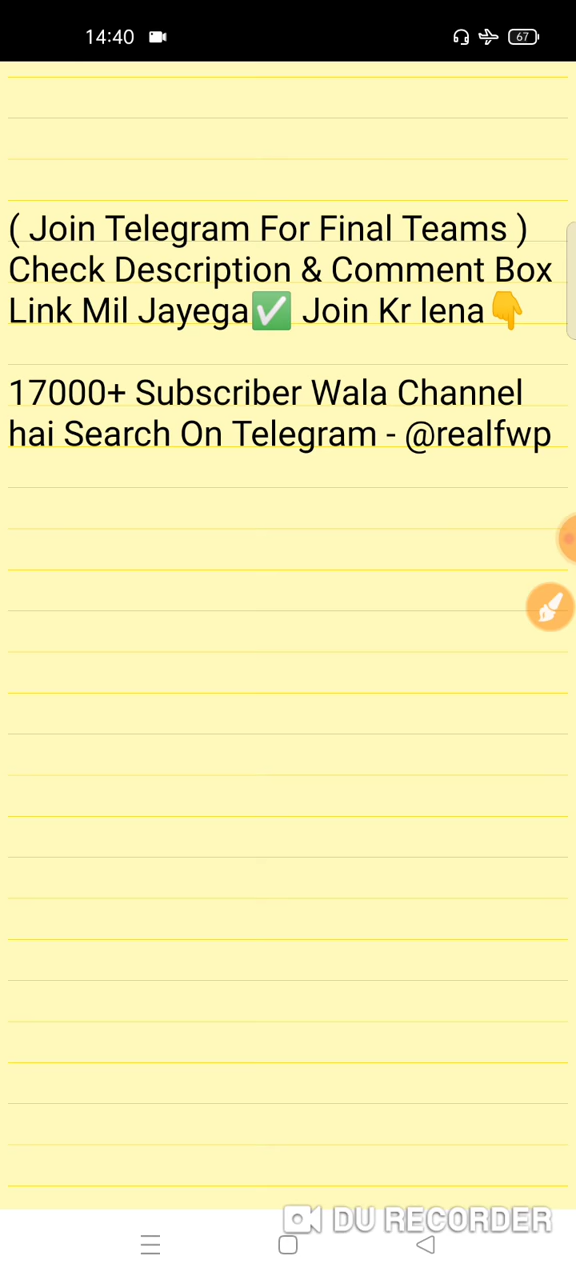 14:40
67
( Join Telegram For Final Teams )
Check Description & Comment Box
Link Mil Jayega✅ Join Kr lena👇
17000+ Subscriber Wala Channel
hai Search On Telegram - @realfwp
DU RECORDER